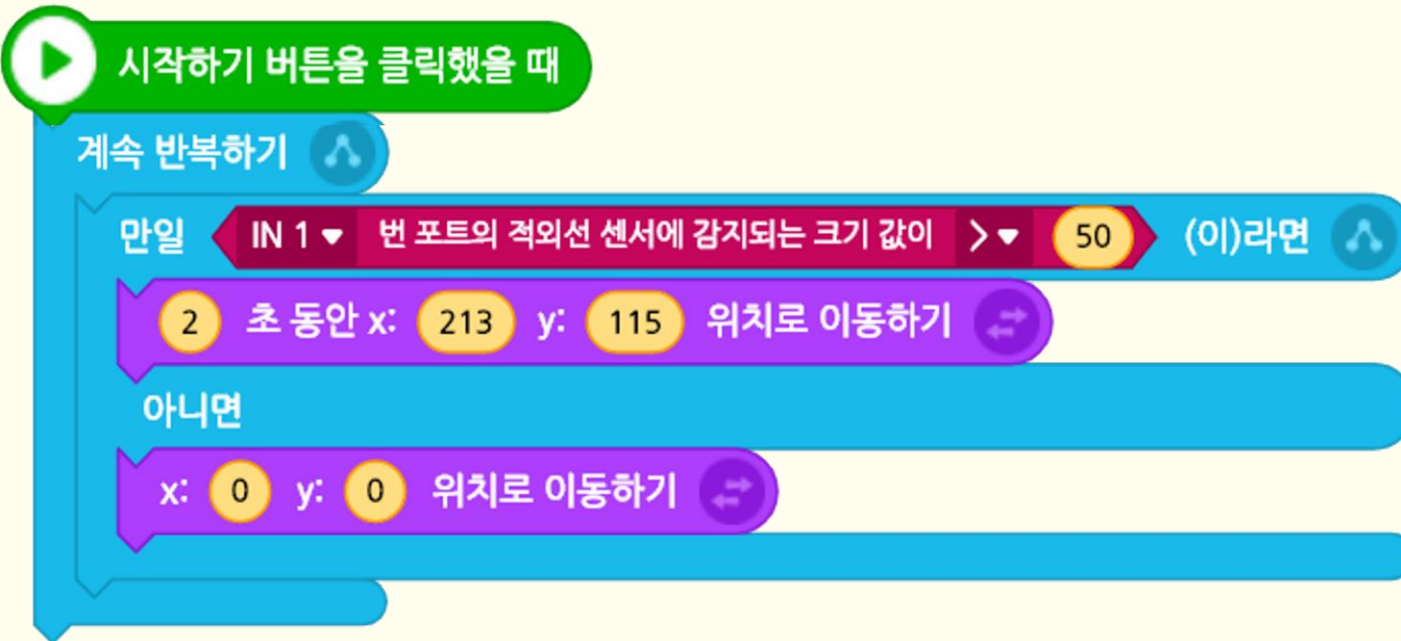 시작하기 버튼을 클릭했을 때
계속 반복하기
만일 IN 1 번 포트의 적외선 센서에 감지되는 크기 값이 > 50 (이)라면
2 초 동안 x: 213 y: 115 위치로 이동하기
아니면
x: 0 y: 0 위치로 이동하기